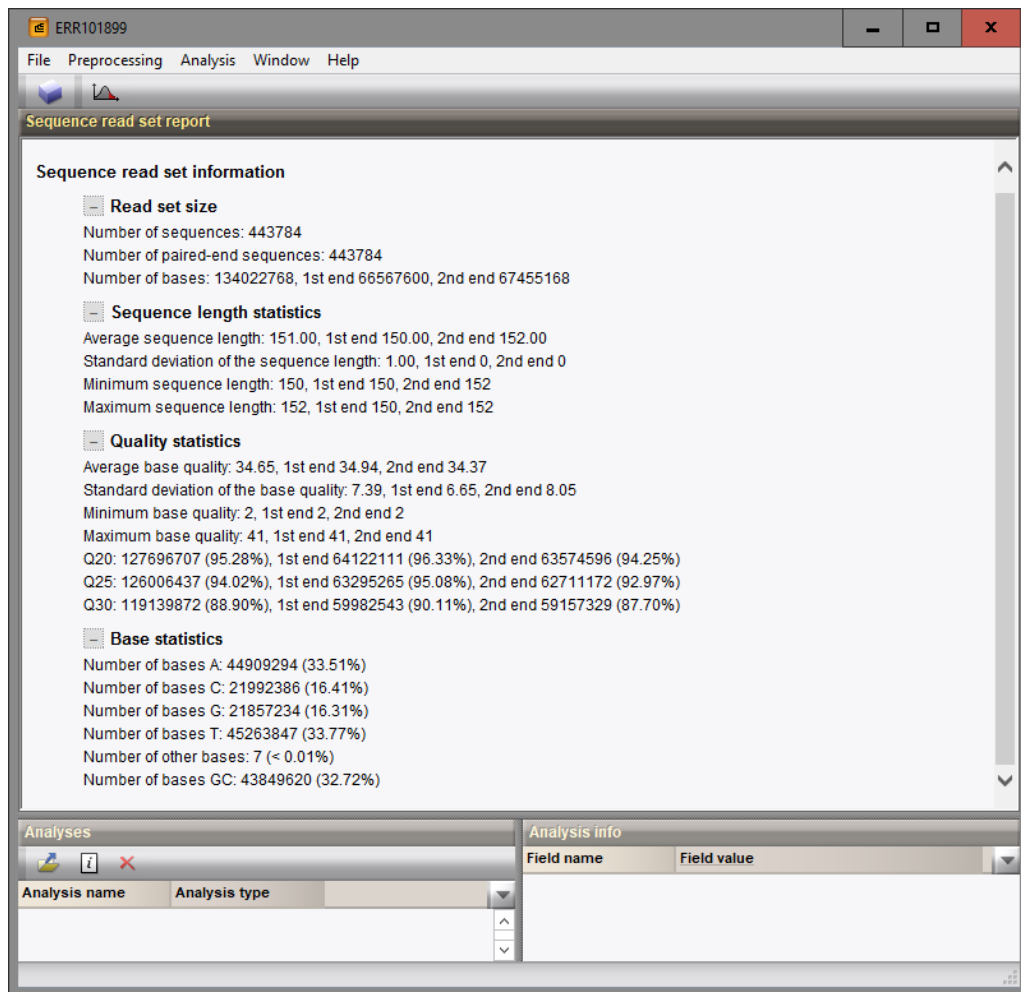 ERR101899
File Preprocessing Analysis Window Help
Sequence read set report
Sequence read set information
Read set size
Number of sequences: 443784
Number of paired-end sequences: 443784
Number of bases: 134022768, 1st end 66567600, 2nd end 67455168
Sequence length statistics
Average sequence length: 151.00, 1st end 150.00, 2nd end 152.00
Standard deviation of the sequence length: 1.00, 1st end 0, 2nd end 0
Minimum sequence length: 150, 1st end 150, 2nd end 152
Maximum sequence length: 152, 1st end 150, 2nd end 152
Quality statistics
Average base quality: 34.65, 1st end 34.94, 2nd end 34.37
Standard deviation of the base quality: 7.39, 1st end 6.65, 2nd end 8.05
Minimum base quality: 2, 1st end 2, 2nd end 2
Maximum base quality: 41, 1st end 41, 2nd end 41
Q20: 127696707 (95.28%), 1st end 64122111 (96.33%), 2nd end 63574596 (94.25%)
Q25: 126006437 (94.02%), 1st end 63295265 (95.08%), 2nd end 62711172 (92.97%)
Q30: 119139872 (88.90%), 1st end 59982543 (90.11%), 2nd end 59157329 (87.70%)
Base statistics
Number of bases A: 44909294 (33.51%)
Number of bases C: 21992386 (16.41%)
Number of bases G: 21857234 (16.31%)
Number of bases T: 45263847 (33.77%)
Number of other bases: 7 (< 0.01%)
Number of bases GC: 43849620 (32.72%)
Analyses
Analysis name Analysis type
Analysis info
Field name Field value